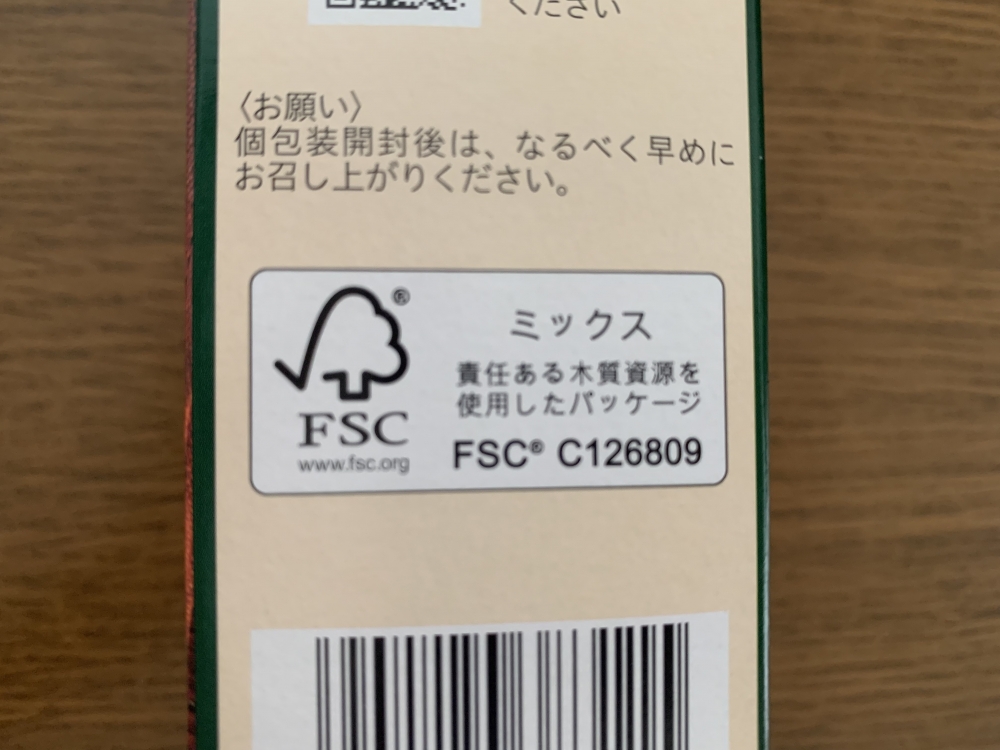 ください
〈お願い〉
個包装開封後は、なるべく早めに
お召し上がりください。
®
ミックス
責任ある木質資源を
使用したパッケージ
FSC
www.fsc.org
FSC® C126809